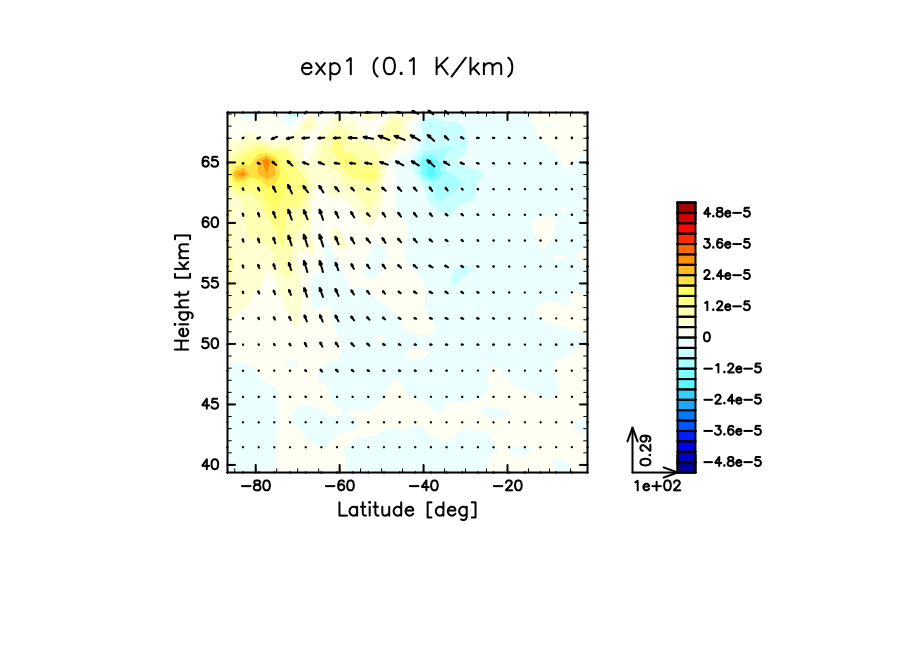 exp1 (0.1 K/km)
Height [km]
65
60
55
50
45
40
−80 −60 −40 −20
Latitude [deg]
4.8e−5
3.6e−5
2.4e−5
1.2e−5
0
−1.2e−5
−2.4e−5
−3.6e−5
−4.8e−5
0.29
1e+02